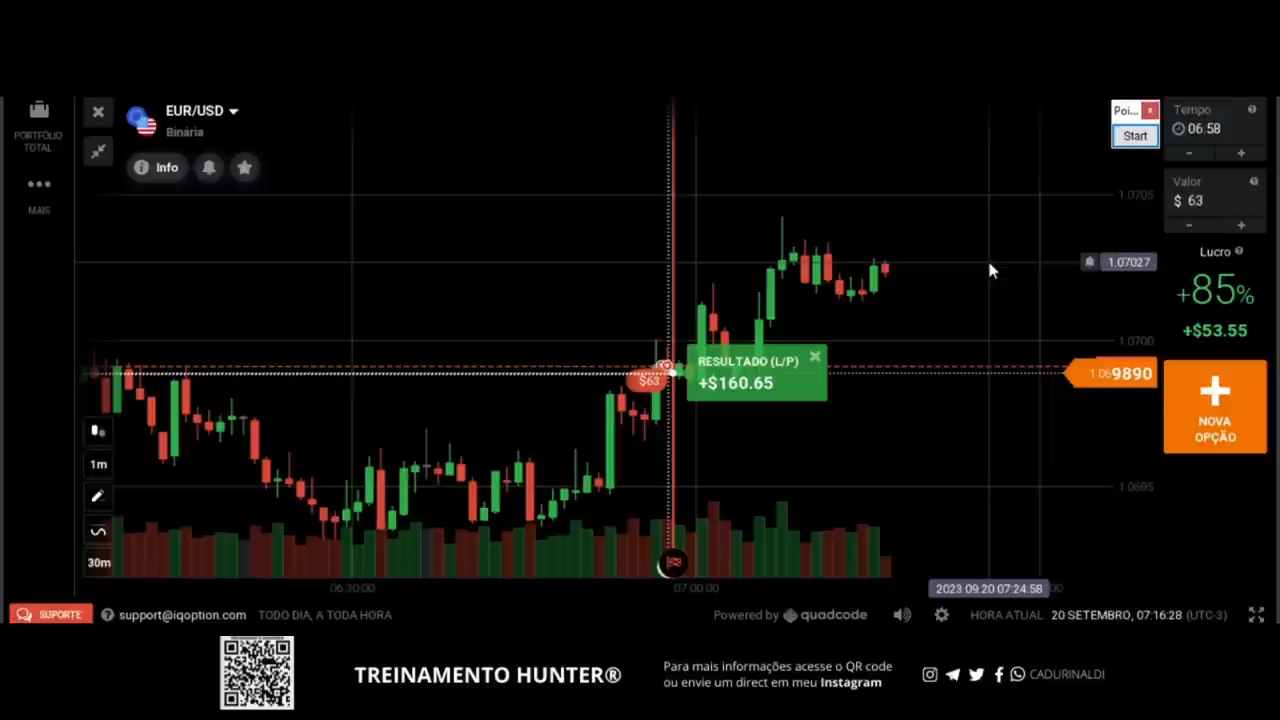 PORTFÓLIO
TOTAL
MAIS
EUR/USD
Binária
Info
Poi...
Start
Tempo
06.58
- +
Valor
$ 63
- +
Lucro
+85%
+$53.55
NOVA
OPÇÃO
1.0705
1.07027
1.0700
1.069890
1.0695
RESULTADO (L/P)
+$160.65
$63
1m
30m
06:30:00
07:00:00
2023 09.20 07:24:58
SUPORTE
support@iqoption.com
TODO DIA, A TODA HORA
Powered by quadcode
HORA ATUAL 20 SETEMBRO, 07:16:28 (UTC-3)
TREINAMENTO HUNTER®
Para mais informações acesse o QR code
ou envie um direct em meu Instagram
CADURINALDI